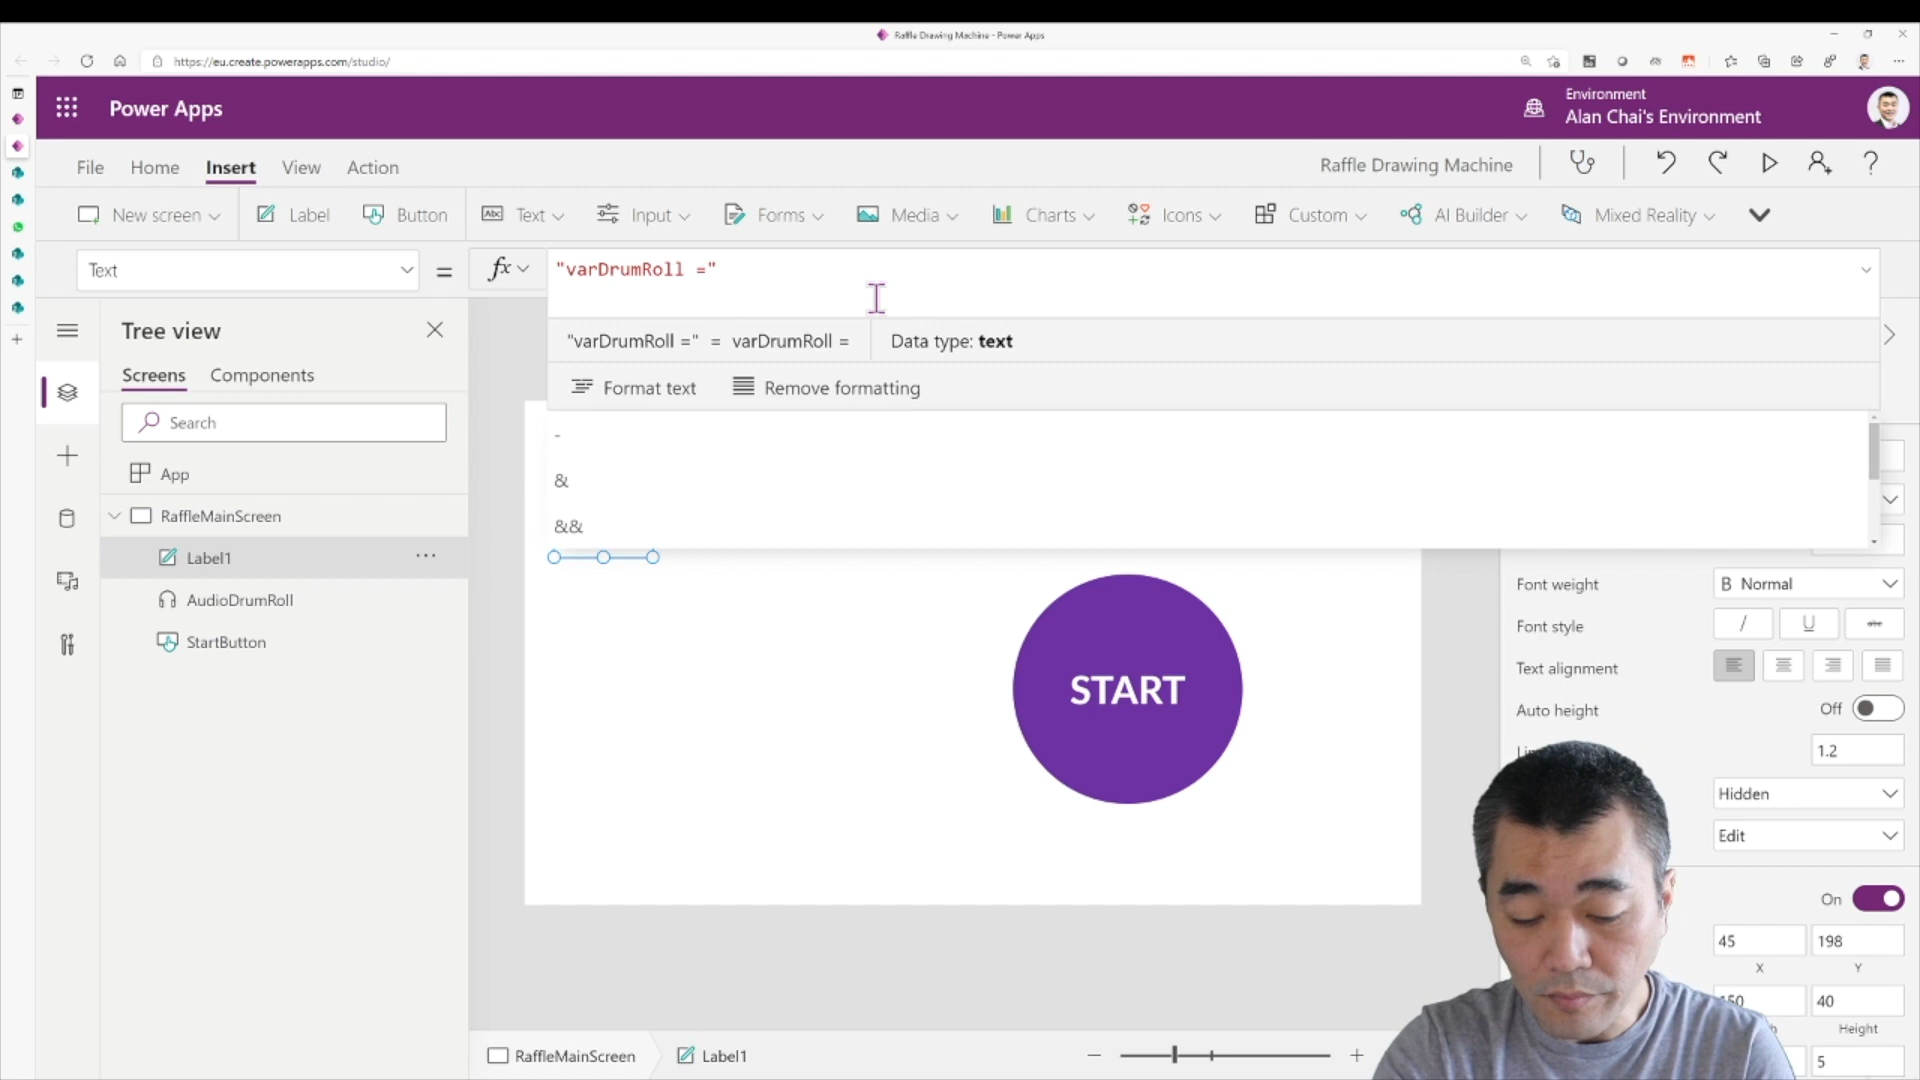 Raffle Drawing Machine - Power Apps
https://eu.create.powerapps.com/studio/
Power Apps
Environment
Alan Chai's Environment
File Home Insert View Action
Raffle Drawing Machine
New screen Label Button Text Input Forms Media Charts Icons Custom AI Builder Mixed Reality
Text = fx "varDrumRoll ="
"varDrumRoll =" = varDrumRoll = Data type: text
Format text Remove formatting
-
&
&&
Tree view
Screens Components
Search
App
RaffleMainScreen
Label1
AudioDrumRoll
StartButton
START
Font weight B Normal
Font style / U abc
Text alignment
Auto height Off
1.2
Hidden
Edit
On
45 198
X Y
40
Height
5
RaffleMainScreen Label1